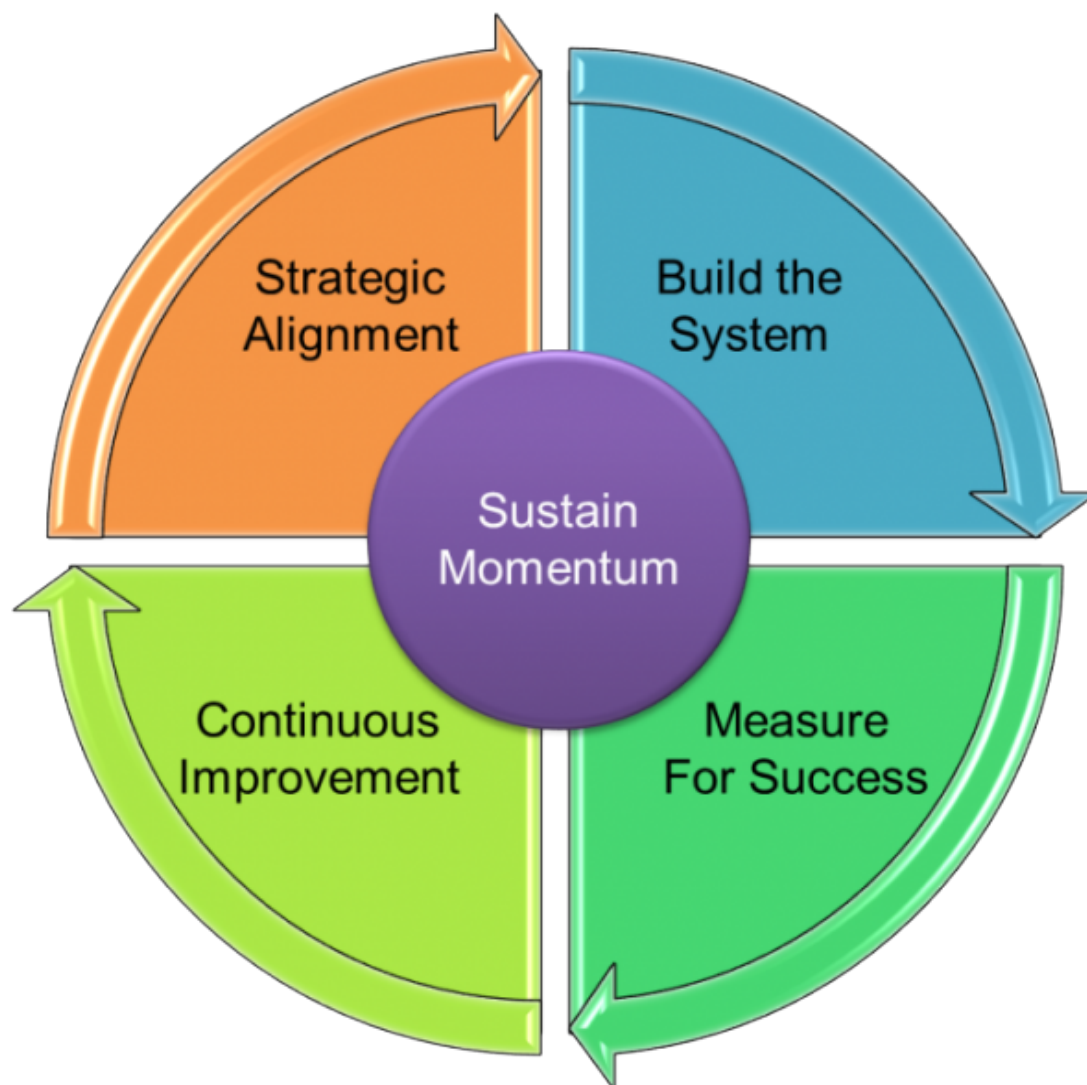 Strategic
Alignment
Build the
System
Sustain
Momentum
Continuous
Improvement
Measure
For Success